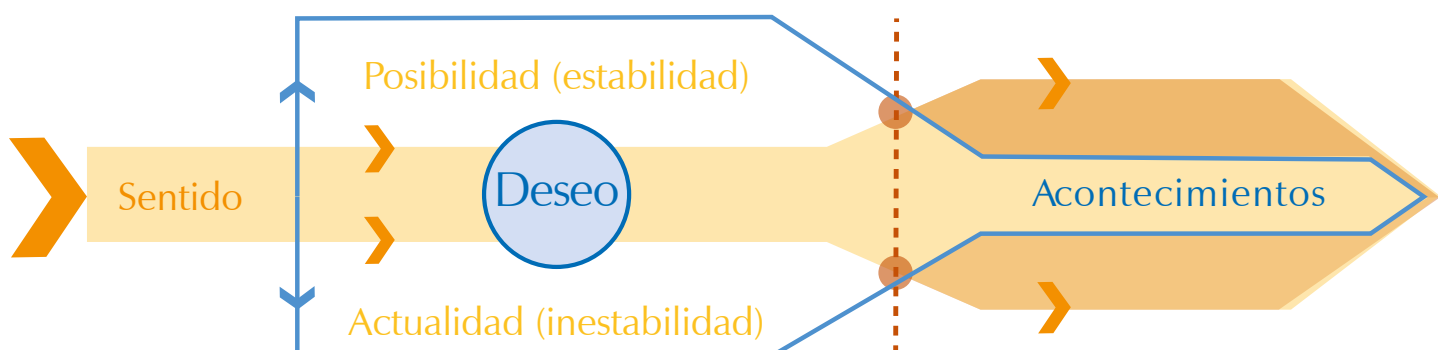 Posibilidad (estabilidad)
Sentido
Deseo
Acontecimientos
Actualidad (inestabilidad)